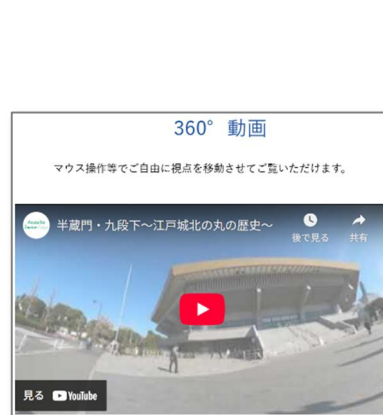 360°動画
マウス操作等でご自由に視点を移動させてご覧いただけます。
半蔵門・九段下～江戸城北の丸の歴史～
後で見る
共有
見る YouTube